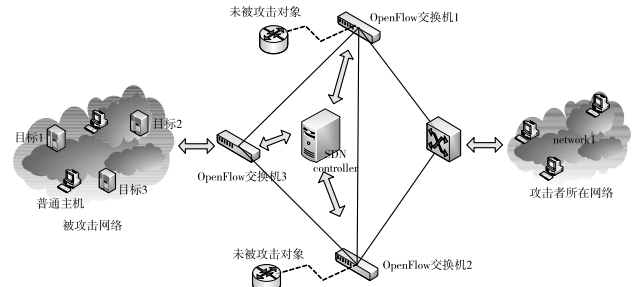 未被攻击对象
OpenFlow交换机1
目标1
目标2
目标3
普通主机
被攻击网络
OpenFlow交换机3
SDN
controller
network1
攻击者所在网络
未被攻击对象
OpenFlow交换机2